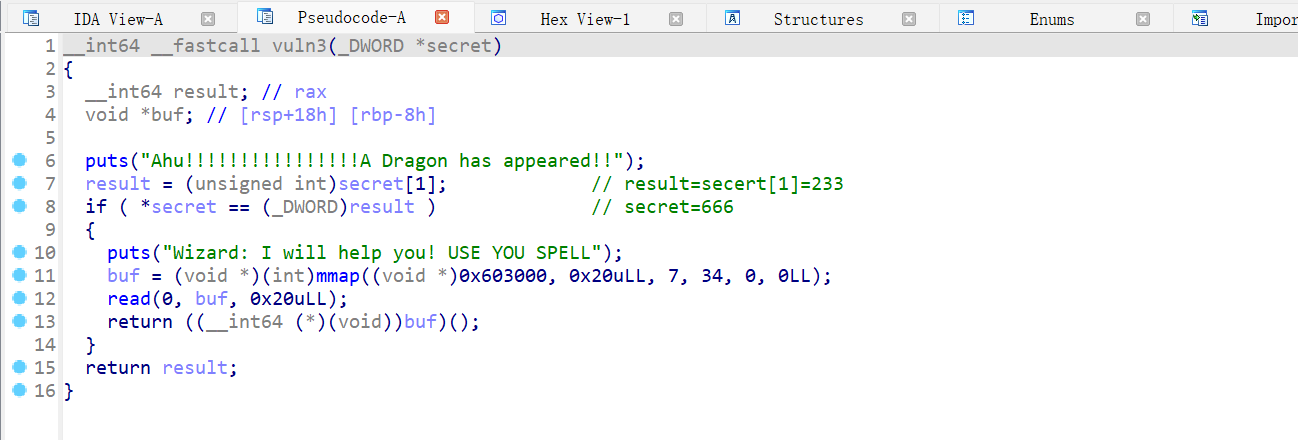 IDA View-A Pseudocode-A Hex View-1 Structures Enums Impor
1 __int64 __fastcall vuln3(_DWORD *secret)
2 {
3 __int64 result; // rax
4 void *buf; // [rsp+18h] [rbp-8h]
5
6 puts("Ahu!!!!!!!!!!!!!!!!A Dragon has appeared!!");
7 result = (unsigned int)secret[1]; // result=secert[1]=233
8 if ( *secret == (_DWORD)result ) // secret=666
9 {
10 puts("Wizard: I will help you! USE YOU SPELL");
11 buf = (void *)(int)mmap((void *)0x603000, 0x20uLL, 7, 34, 0, 0LL);
12 read(0, buf, 0x20uLL);
13 return ((__int64 (*)(void))buf)();
14 }
15 return result;
16 }